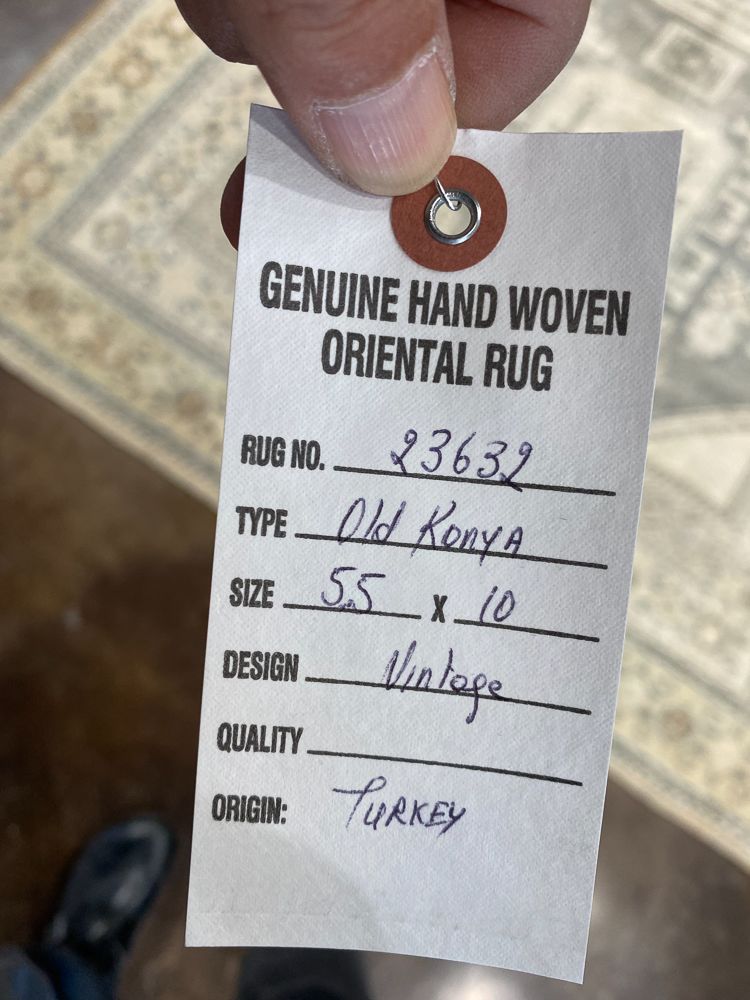 GENUINE HAND WOVEN
ORIENTAL RUG
RUG NO. 23632
TYPE Old Konya
SIZE 5.5 X 10
DESIGN Vintage
QUALITY
ORIGIN: TURKEY